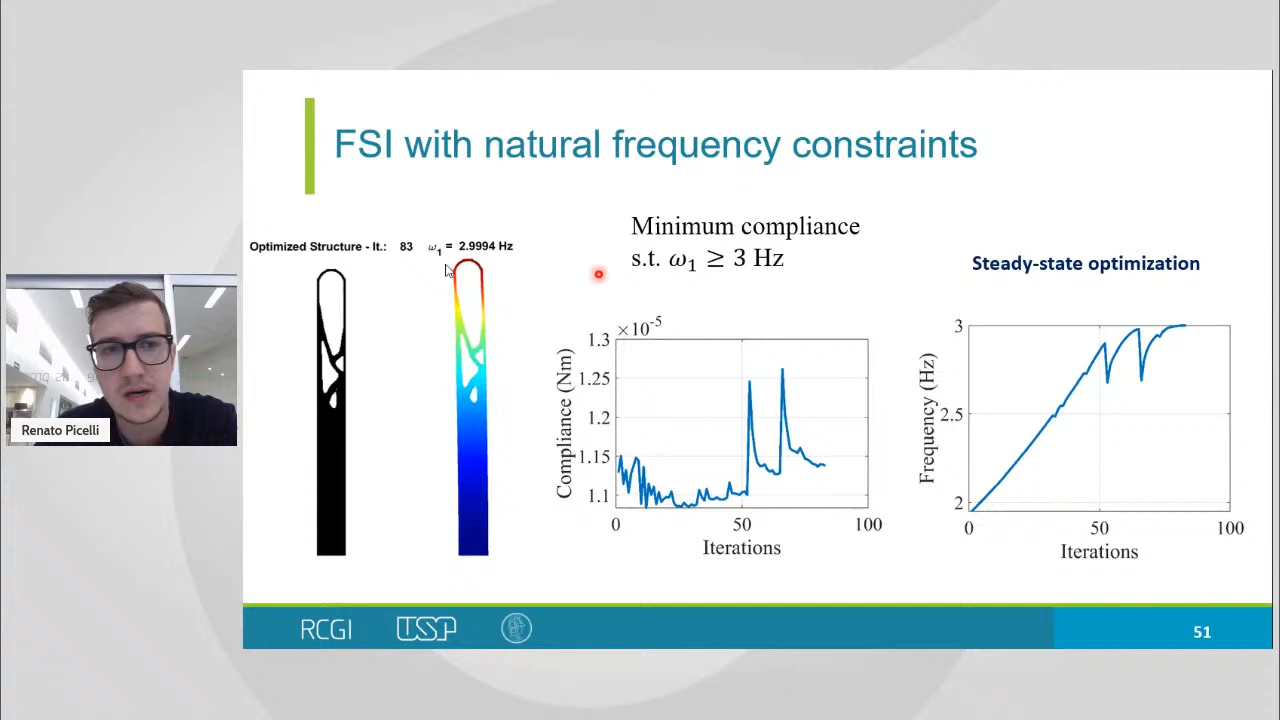 FSI with natural frequency constraints
Optimized Structure - It.: 83 ω₁ = 2.9994 Hz
Minimum compliance
s.t. ω₁ ≥ 3 Hz
Steady-state optimization
×10⁻⁵
1.3
1.25
1.2
1.15
1.1
0 50 100
Compliance (Nm)
Iterations
3
2.5
2
0 50 100
Frequency (Hz)
Iterations
Renato Picelli
RCGI USP
51